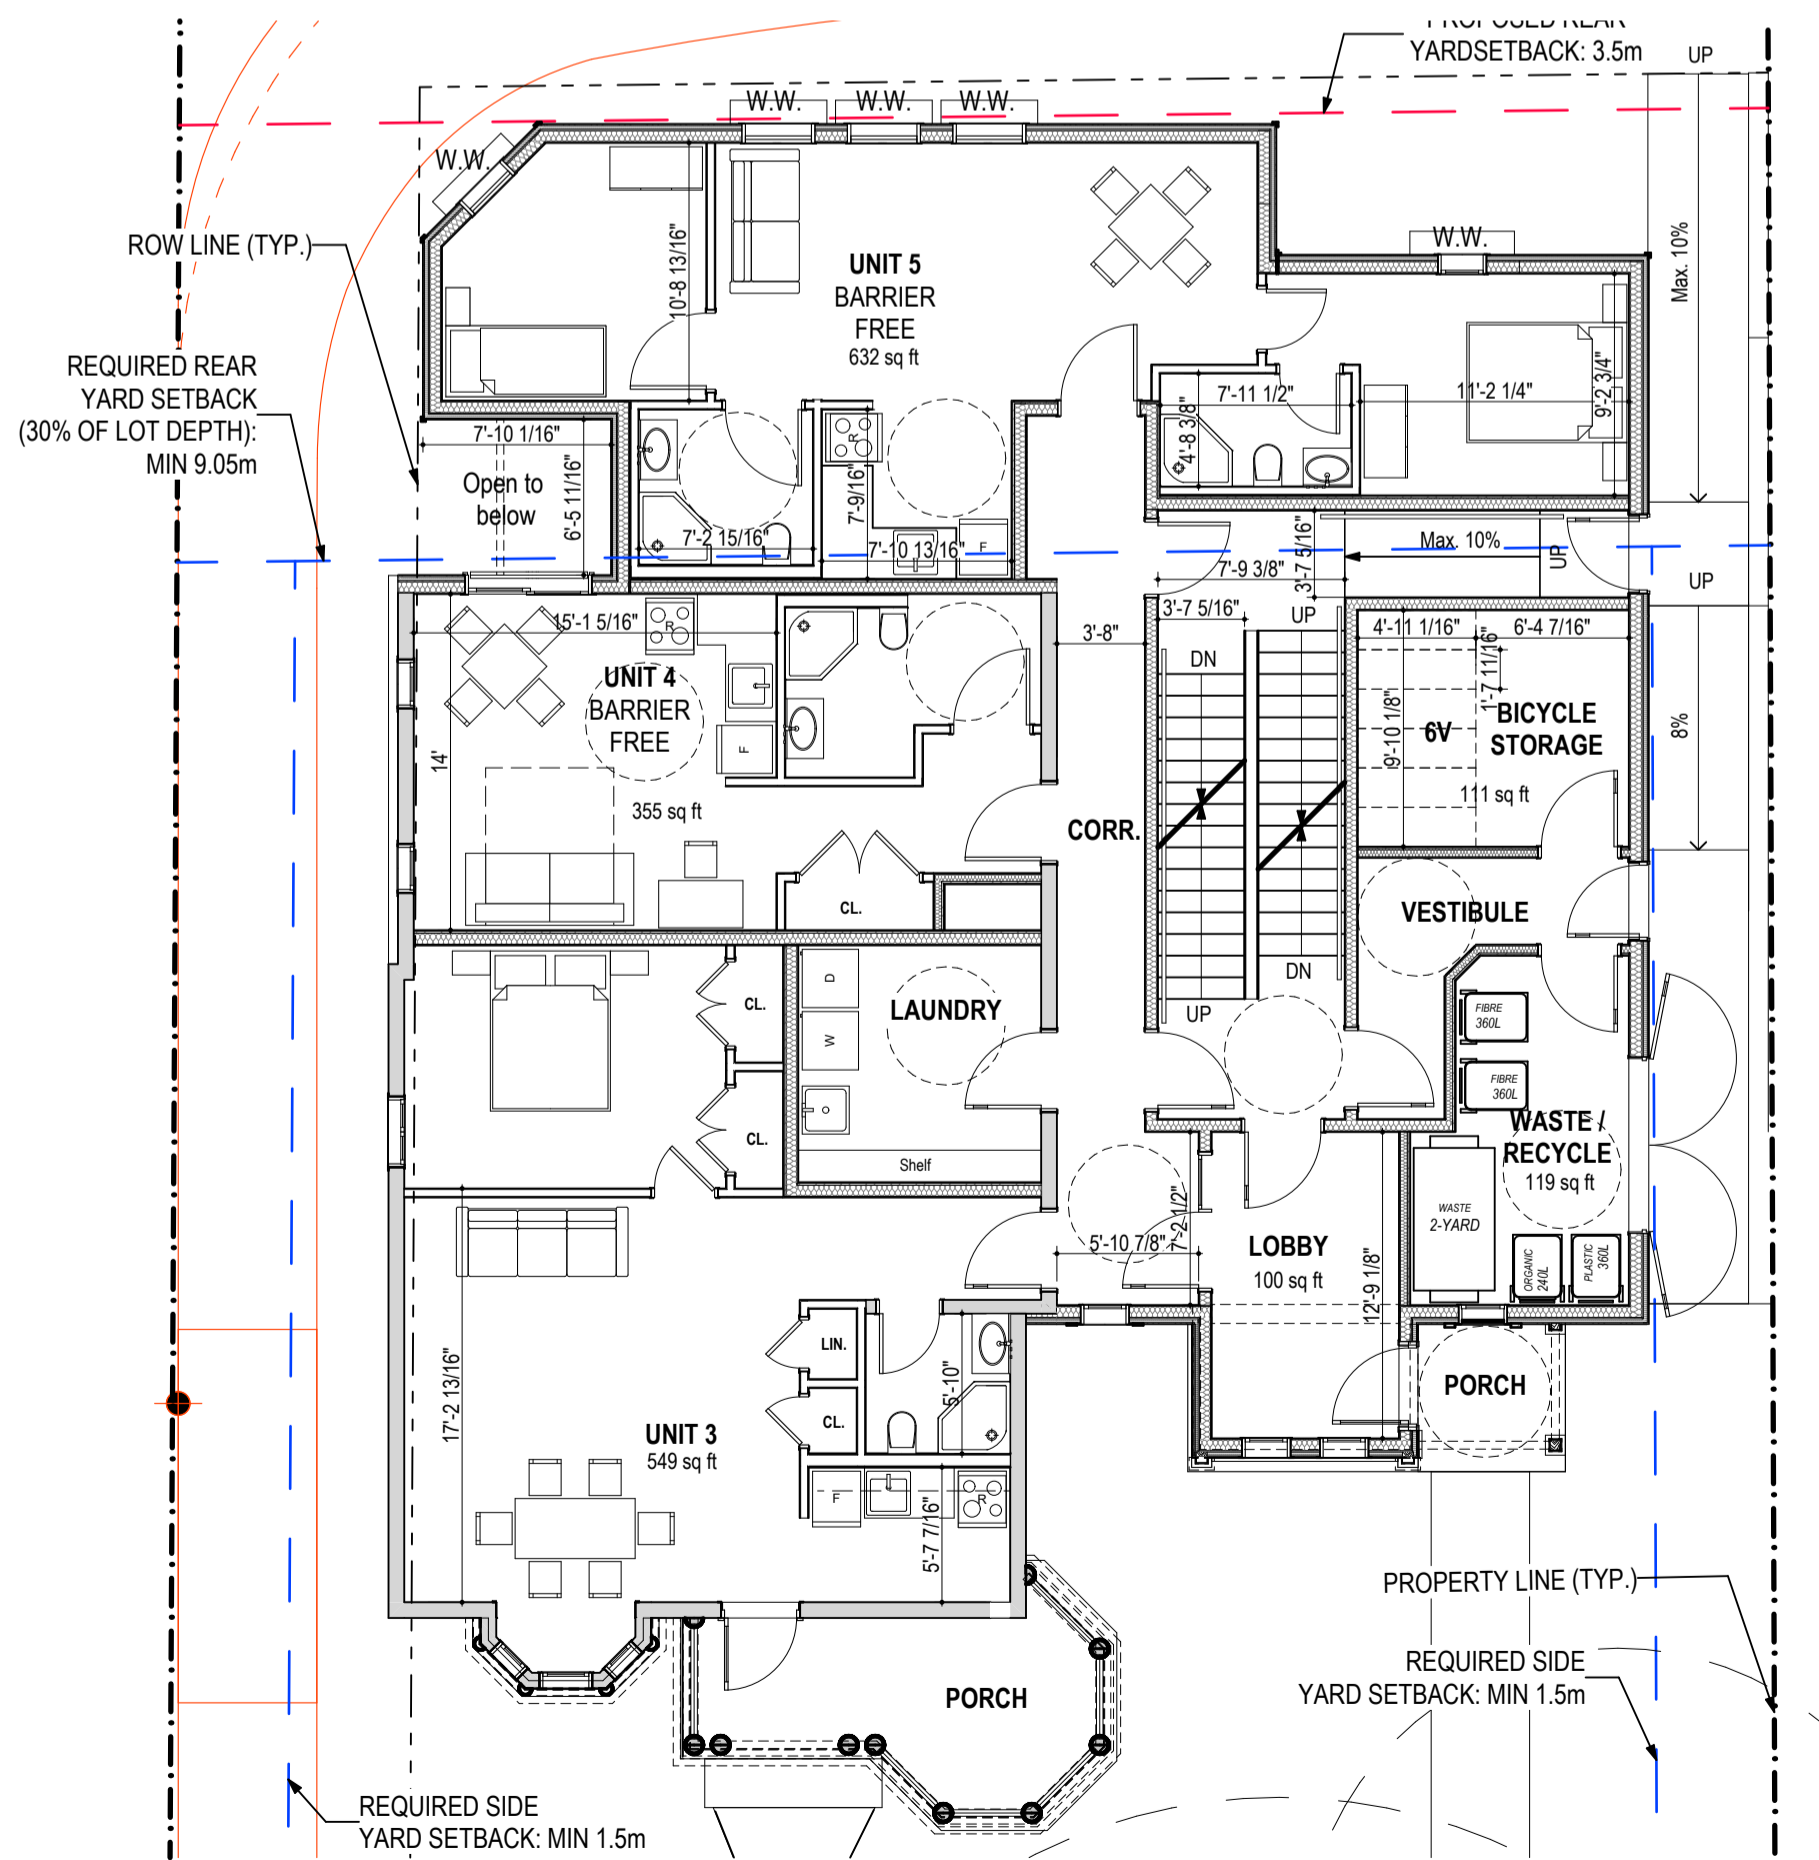 PROPOSED REAR
YARDSETBACK: 3.5m
UP
W.W.
W.W.
W.W.
W.W.
ROW LINE (TYP.)
W.W.
Max. 10%
10'-8 13/16"
UNIT 5
BARRIER
FREE
632 sq ft
REQUIRED REAR
YARD SETBACK
(30% OF LOT DEPTH):
MIN 9.05m
7'-11 1/2"
11'-2 1/4"
9'-2 3/4"
4'-8 3/8"
7'-10 1/16"
R
Open to
below
6'-5 11/16"
7'-9/16"
7'-2 15/16"
7'-10 13/16"
F
3'-7 5/16"
Max. 10%
UP
7'-9 3/8"
UP
15'-1 5/16"
R
3'-8"
3'-7 5/16"
UP
4'-11 1/16"
6'-4 7/16"
DN
1'-7 11/16"
UNIT 4
BARRIER
FREE
F
14'
9'-10 1/8"
6V
BICYCLE
STORAGE
111 sq ft
8%
355 sq ft
CORR.
CL.
VESTIBULE
DN
UP
D
W
LAUNDRY
CL.
CL.
Shelf
FIBRE
360L
FIBRE
360L
WASTE /
RECYCLE
119 sq ft
WASTE
2-YARD
ORGANIC
240L
PLASTIC
360L
7'-2 1/2"
5'-10 7/8"
LOBBY
100 sq ft
12'-9 1/8"
LIN.
CL.
5'-10"
17'-2 13/16"
UNIT 3
549 sq ft
PORCH
F
R
5'-7 7/16"
PROPERTY LINE (TYP.)
REQUIRED SIDE
YARD SETBACK: MIN 1.5m
PORCH
REQUIRED SIDE
YARD SETBACK: MIN 1.5m